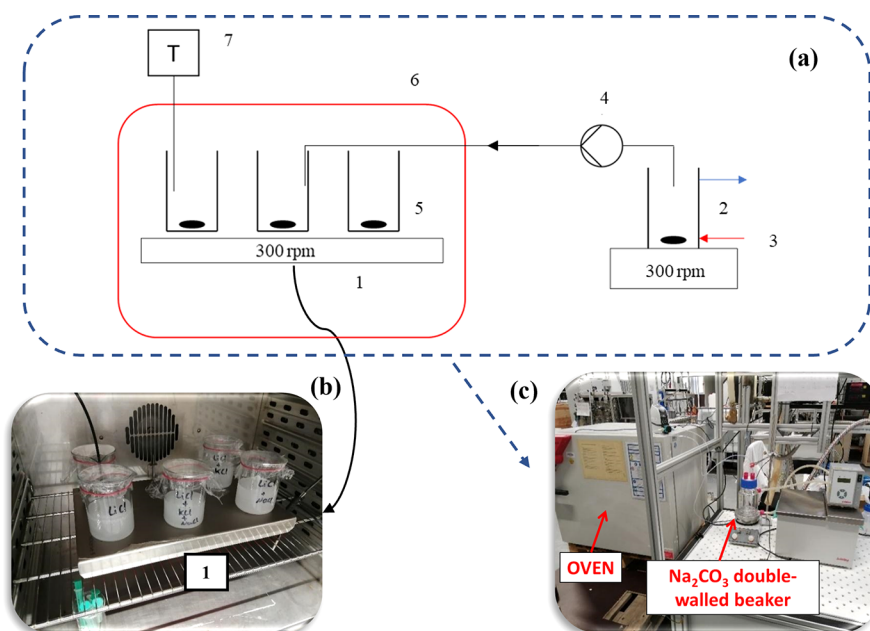 (a)
T
7
6
4
5
300 rpm
1
2
3
300 rpm
(b)
LiCl
LiCl
+
KCl
+
LiCl
+
1
(c)
OVEN
Na₂CO₃ double-
walled beaker